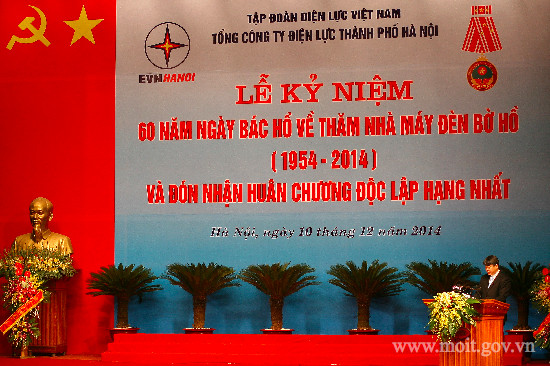 TẬP ĐOÀN ĐIỆN LỰC VIỆT NAM
TỔNG CÔNG TY ĐIỆN LỰC THÀNH PHỐ HÀ NỘI
EVNHANOI
LỄ KỶ NIỆM
60 NĂM NGÀY BÁC HỒ VỀ THĂM NHÀ MÁY ĐÈN BỜ HỒ
(1954-2014)
VÀ ĐÓN NHẬN HUÂN CHƯƠNG ĐỘC LẬP HẠNG NHẤT
Hà Nội, ngày 10 tháng 12 năm 2014
www.moit.gov.vn